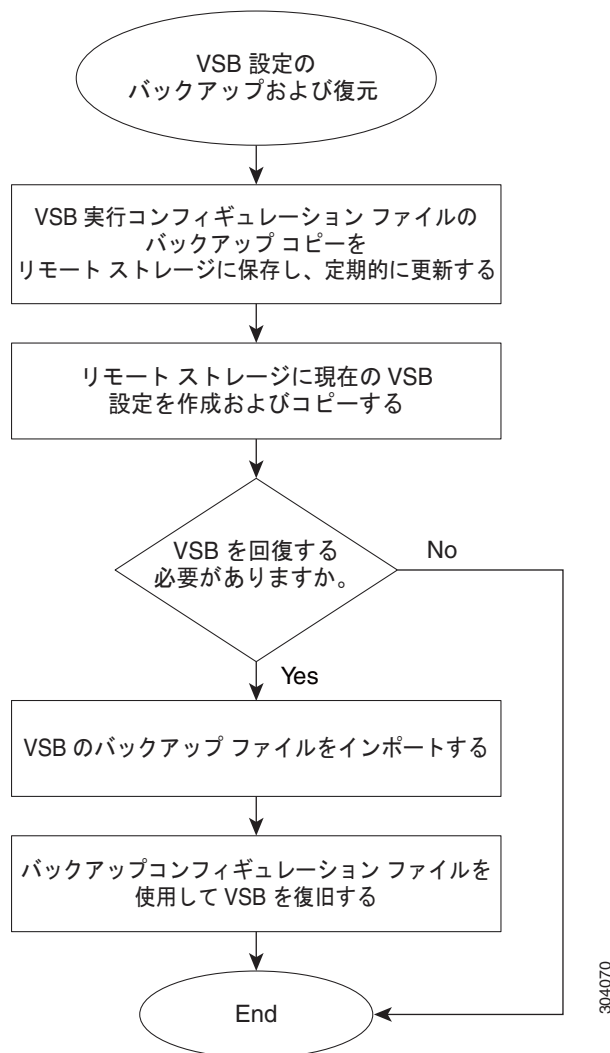 VSB 設定の
バックアップおよび復元
VSB 実行コンフィギュレーション ファイルの
バックアップ コピーを
リモート ストレージに保存し、定期的に更新する
リモート ストレージに現在の VSB
設定を作成およびコピーする
VSB を回復する
必要がありますか。
No
Yes
VSB のバックアップ ファイルをインポートする
バックアップコンフィギュレーション ファイルを
使用して VSB を復旧する
End
304070